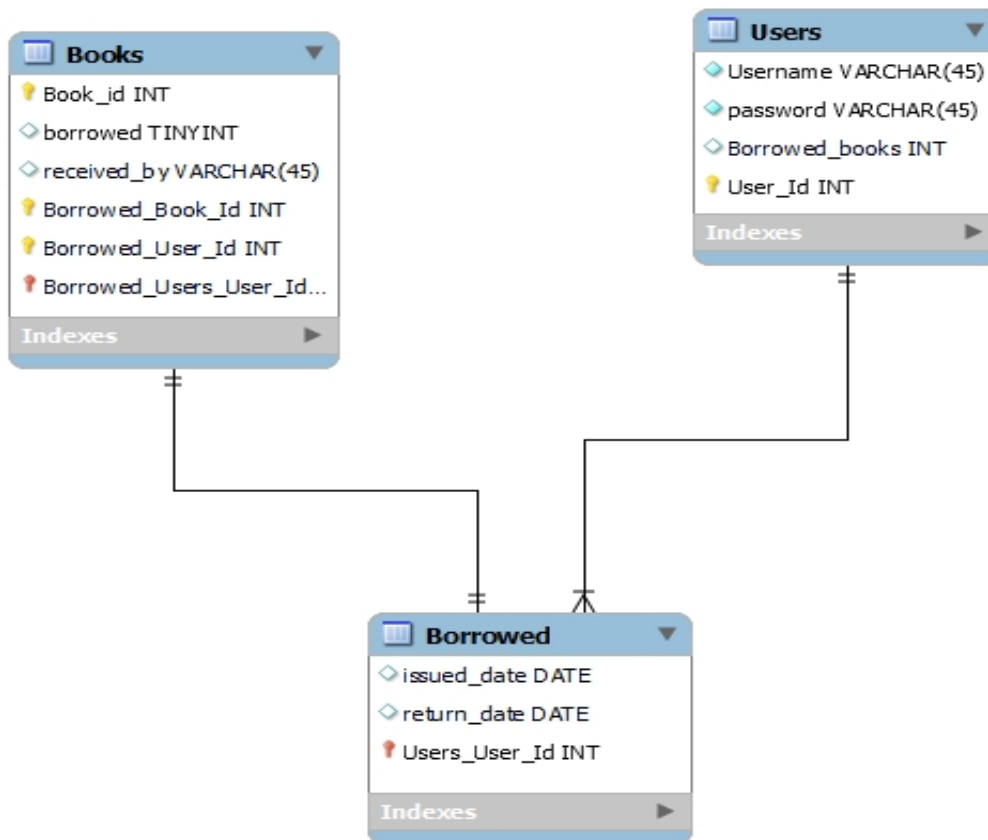 Books
Book_id INT
borrowed TINYINT
received_by VARCHAR(45)
Borrowed_Book_Id INT
Borrowed_User_Id INT
Borrowed_Users_User_Id...
Indexes
Users
Username VARCHAR(45)
password VARCHAR(45)
Borrowed_books INT
User_Id INT
Indexes
Borrowed
issued_date DATE
return_date DATE
Users_User_Id INT
Indexes